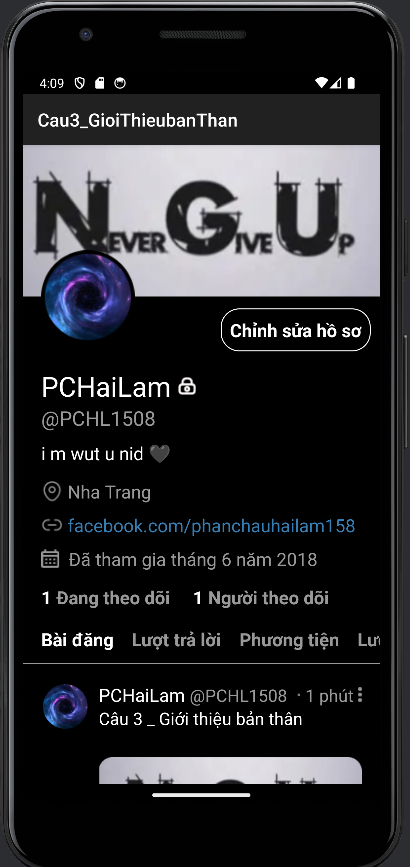 4:09
Cau3_GioiThieubanThan
NEVER GIVE UP
Chỉnh sửa hồ sơ
PCHaiLam
@PCHL1508
i m wut u nid 🖤
Nha Trang
facebook.com/phanchauhailam158
Đã tham gia tháng 6 năm 2018
1 Đang theo dõi 1 Người theo dõi
Bài đăng Lượt trả lời Phương tiện
PCHaiLam @PCHL1508 · 1 phút
Câu 3 _ Giới thiệu bản thân